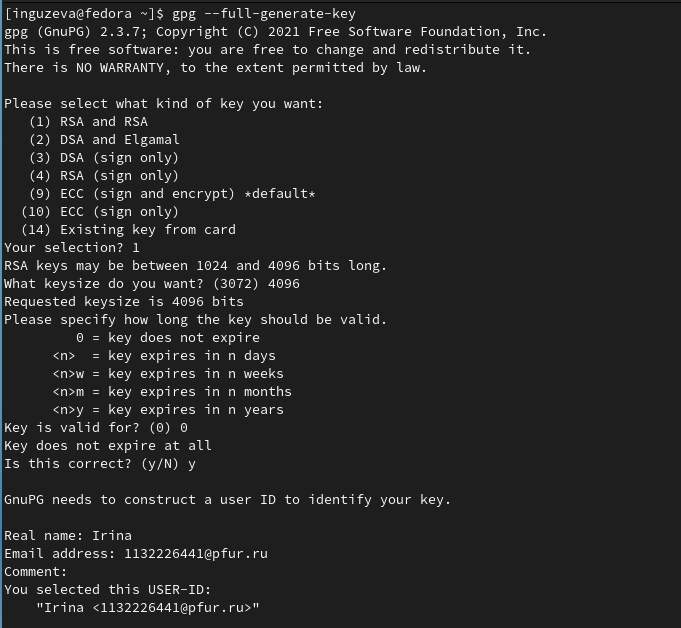 [inguzeva@fedora ~]$ gpg --full-generate-key
gpg (GnuPG) 2.3.7; Copyright (C) 2021 Free Software Foundation, Inc.
This is free software: you are free to change and redistribute it.
There is NO WARRANTY, to the extent permitted by law.

Please select what kind of key you want:
   (1) RSA and RSA
   (2) DSA and Elgamal
   (3) DSA (sign only)
   (4) RSA (sign only)
   (9) ECC (sign and encrypt) *default*
  (10) ECC (sign only)
  (14) Existing key from card
Your selection? 1
RSA keys may be between 1024 and 4096 bits long.
What keysize do you want? (3072) 4096
Requested keysize is 4096 bits
Please specify how long the key should be valid.
         0 = key does not expire
      <n>  = key expires in n days
      <n>w = key expires in n weeks
      <n>m = key expires in n months
      <n>y = key expires in n years
Key is valid for? (0) 0
Key does not expire at all
Is this correct? (y/N) y

GnuPG needs to construct a user ID to identify your key.

Real name: Irina
Email address: 1132226441@pfur.ru
Comment:
You selected this USER-ID:
    "Irina <1132226441@pfur.ru>"